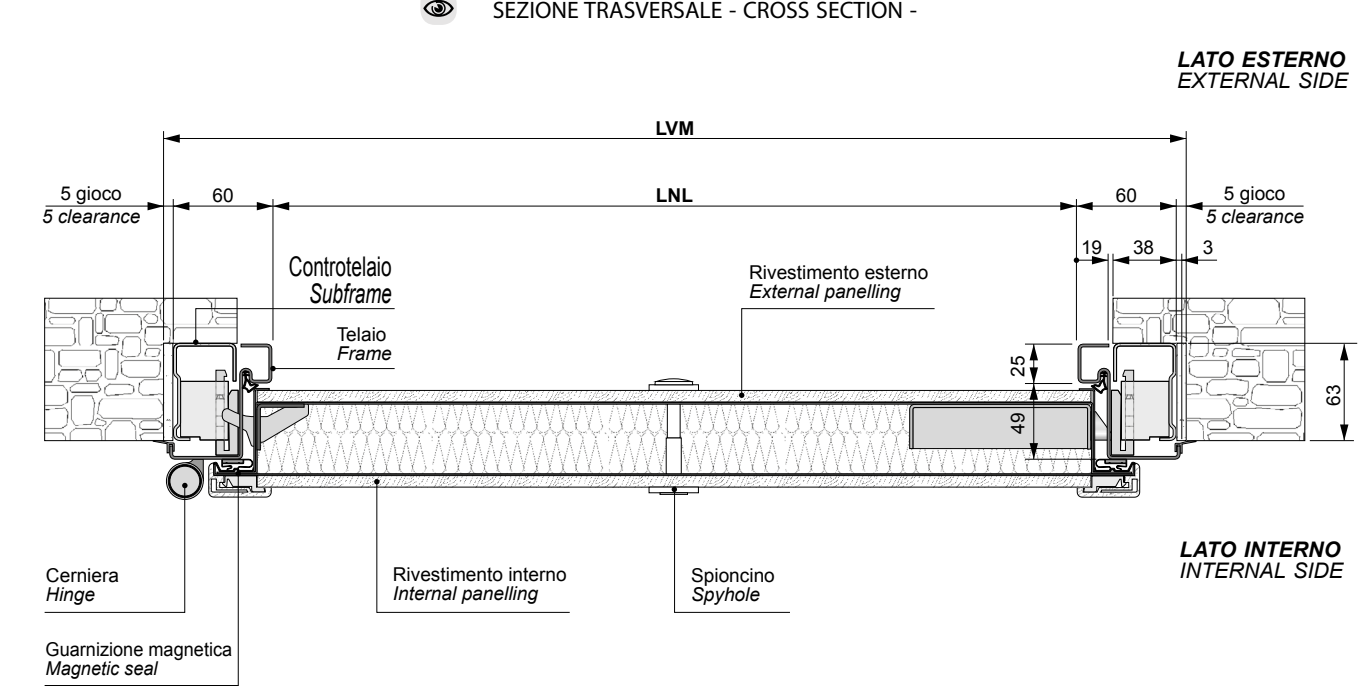 SEZIONE TRASVERSALE - CROSS SECTION -
LATO ESTERNO
EXTERNAL SIDE
LVM
5 gioco
5 clearance
60
LNL
60
5 gioco
5 clearance
19
38
3
Controtelaio
Subframe
Rivestimento esterno
External panelling
Telaio
Frame
25
49
63
LATO INTERNO
INTERNAL SIDE
Cerniera
Hinge
Rivestimento interno
Internal panelling
Spioncino
Spyhole
Guarnizione magnetica
Magnetic seal